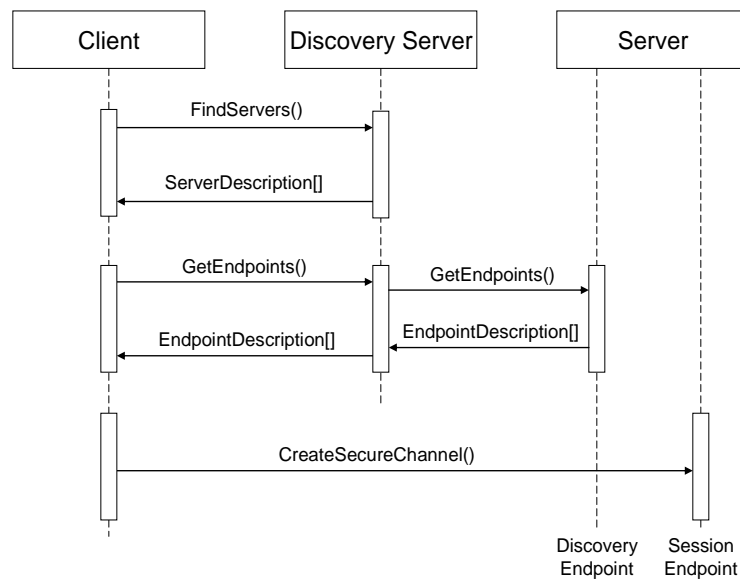 Client
Discovery Server
Server
FindServers()
ServerDescription[]
GetEndpoints()
GetEndpoints()
EndpointDescription[]
EndpointDescription[]
CreateSecureChannel()
Discovery
Endpoint
Session
Endpoint